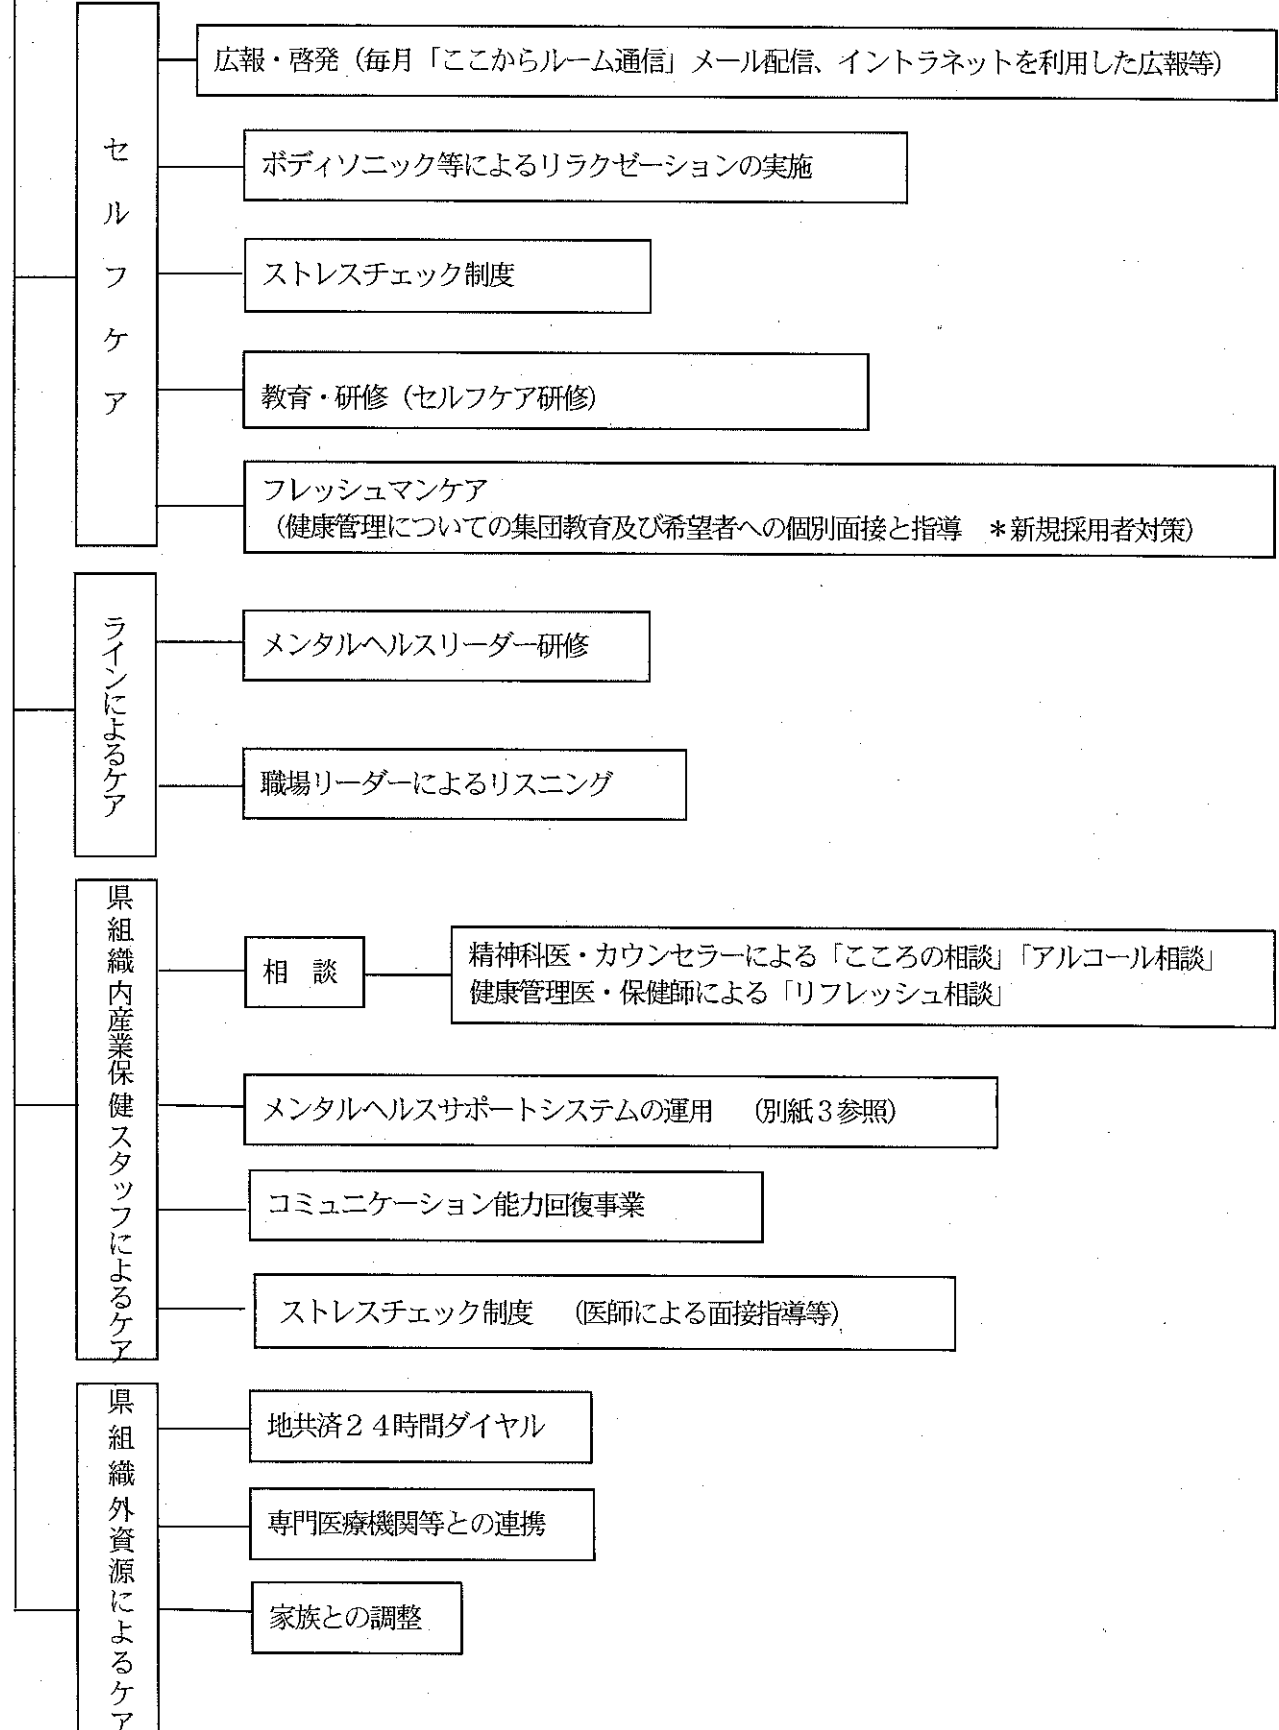 セルフケア
広報・啓発（毎月「ここからルーム通信」メール配信、イントラネットを利用した広報等）
ボディソニック等によるリラクゼーションの実施
ストレスチェック制度
教育・研修（セルフケア研修）
フレッシュマンケア
（健康管理についての集団教育及び希望者への個別面接と指導　＊新規採用者対策）
ラインによるケア
メンタルヘルスリーダー研修
職場リーダーによるリスニング
県組織内産業保健スタッフによるケア
相　談
精神科医・カウンセラーによる「こころの相談」「アルコール相談」
健康管理医・保健師による「リフレッシュ相談」
メンタルヘルスサポートシステムの運用　（別紙３参照）
コミュニケーション能力回復事業
ストレスチェック制度　（医師による面接指導等）
県組織外資源によるケア
地共済２４時間ダイヤル
専門医療機関等との連携
家族との調整